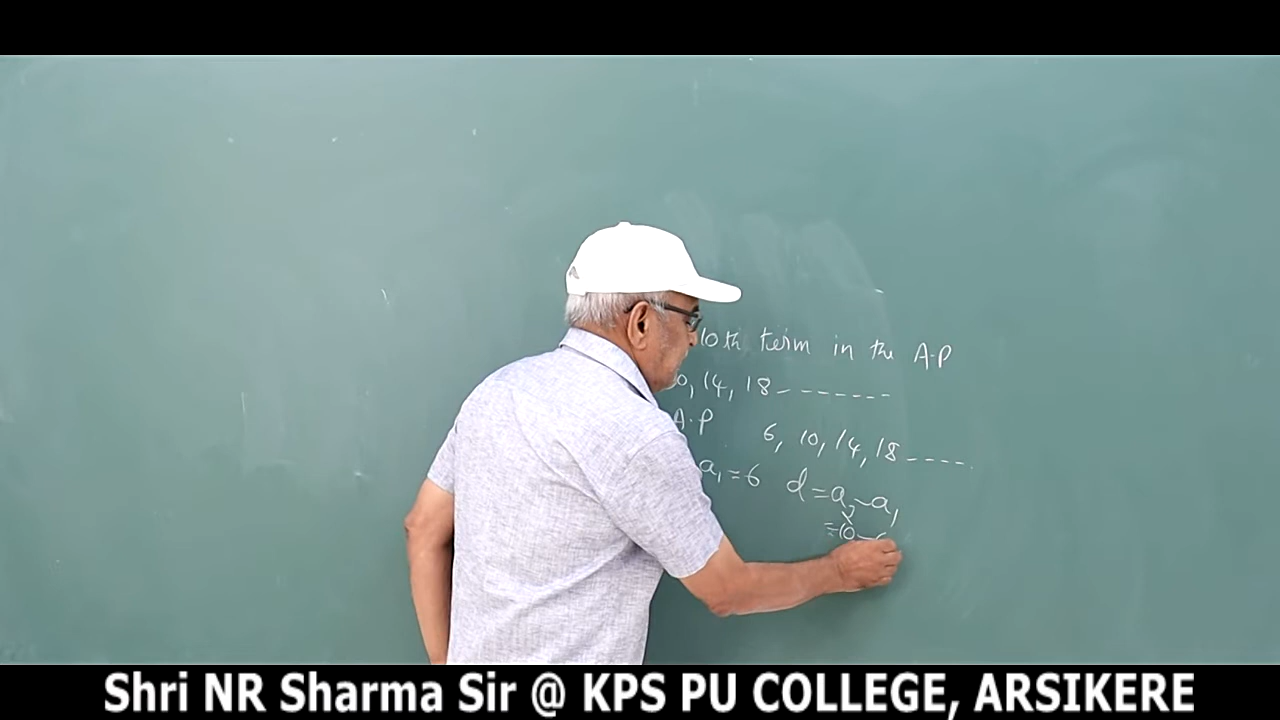 10th term in the A.P
0, 14, 18 - - - - - - -
A.P 6, 10, 14, 18 - - - -
a₁ = 6 d = a₂ - a₁
= 10 -
Shri NR Sharma Sir @ KPS PU COLLEGE, ARSIKERE